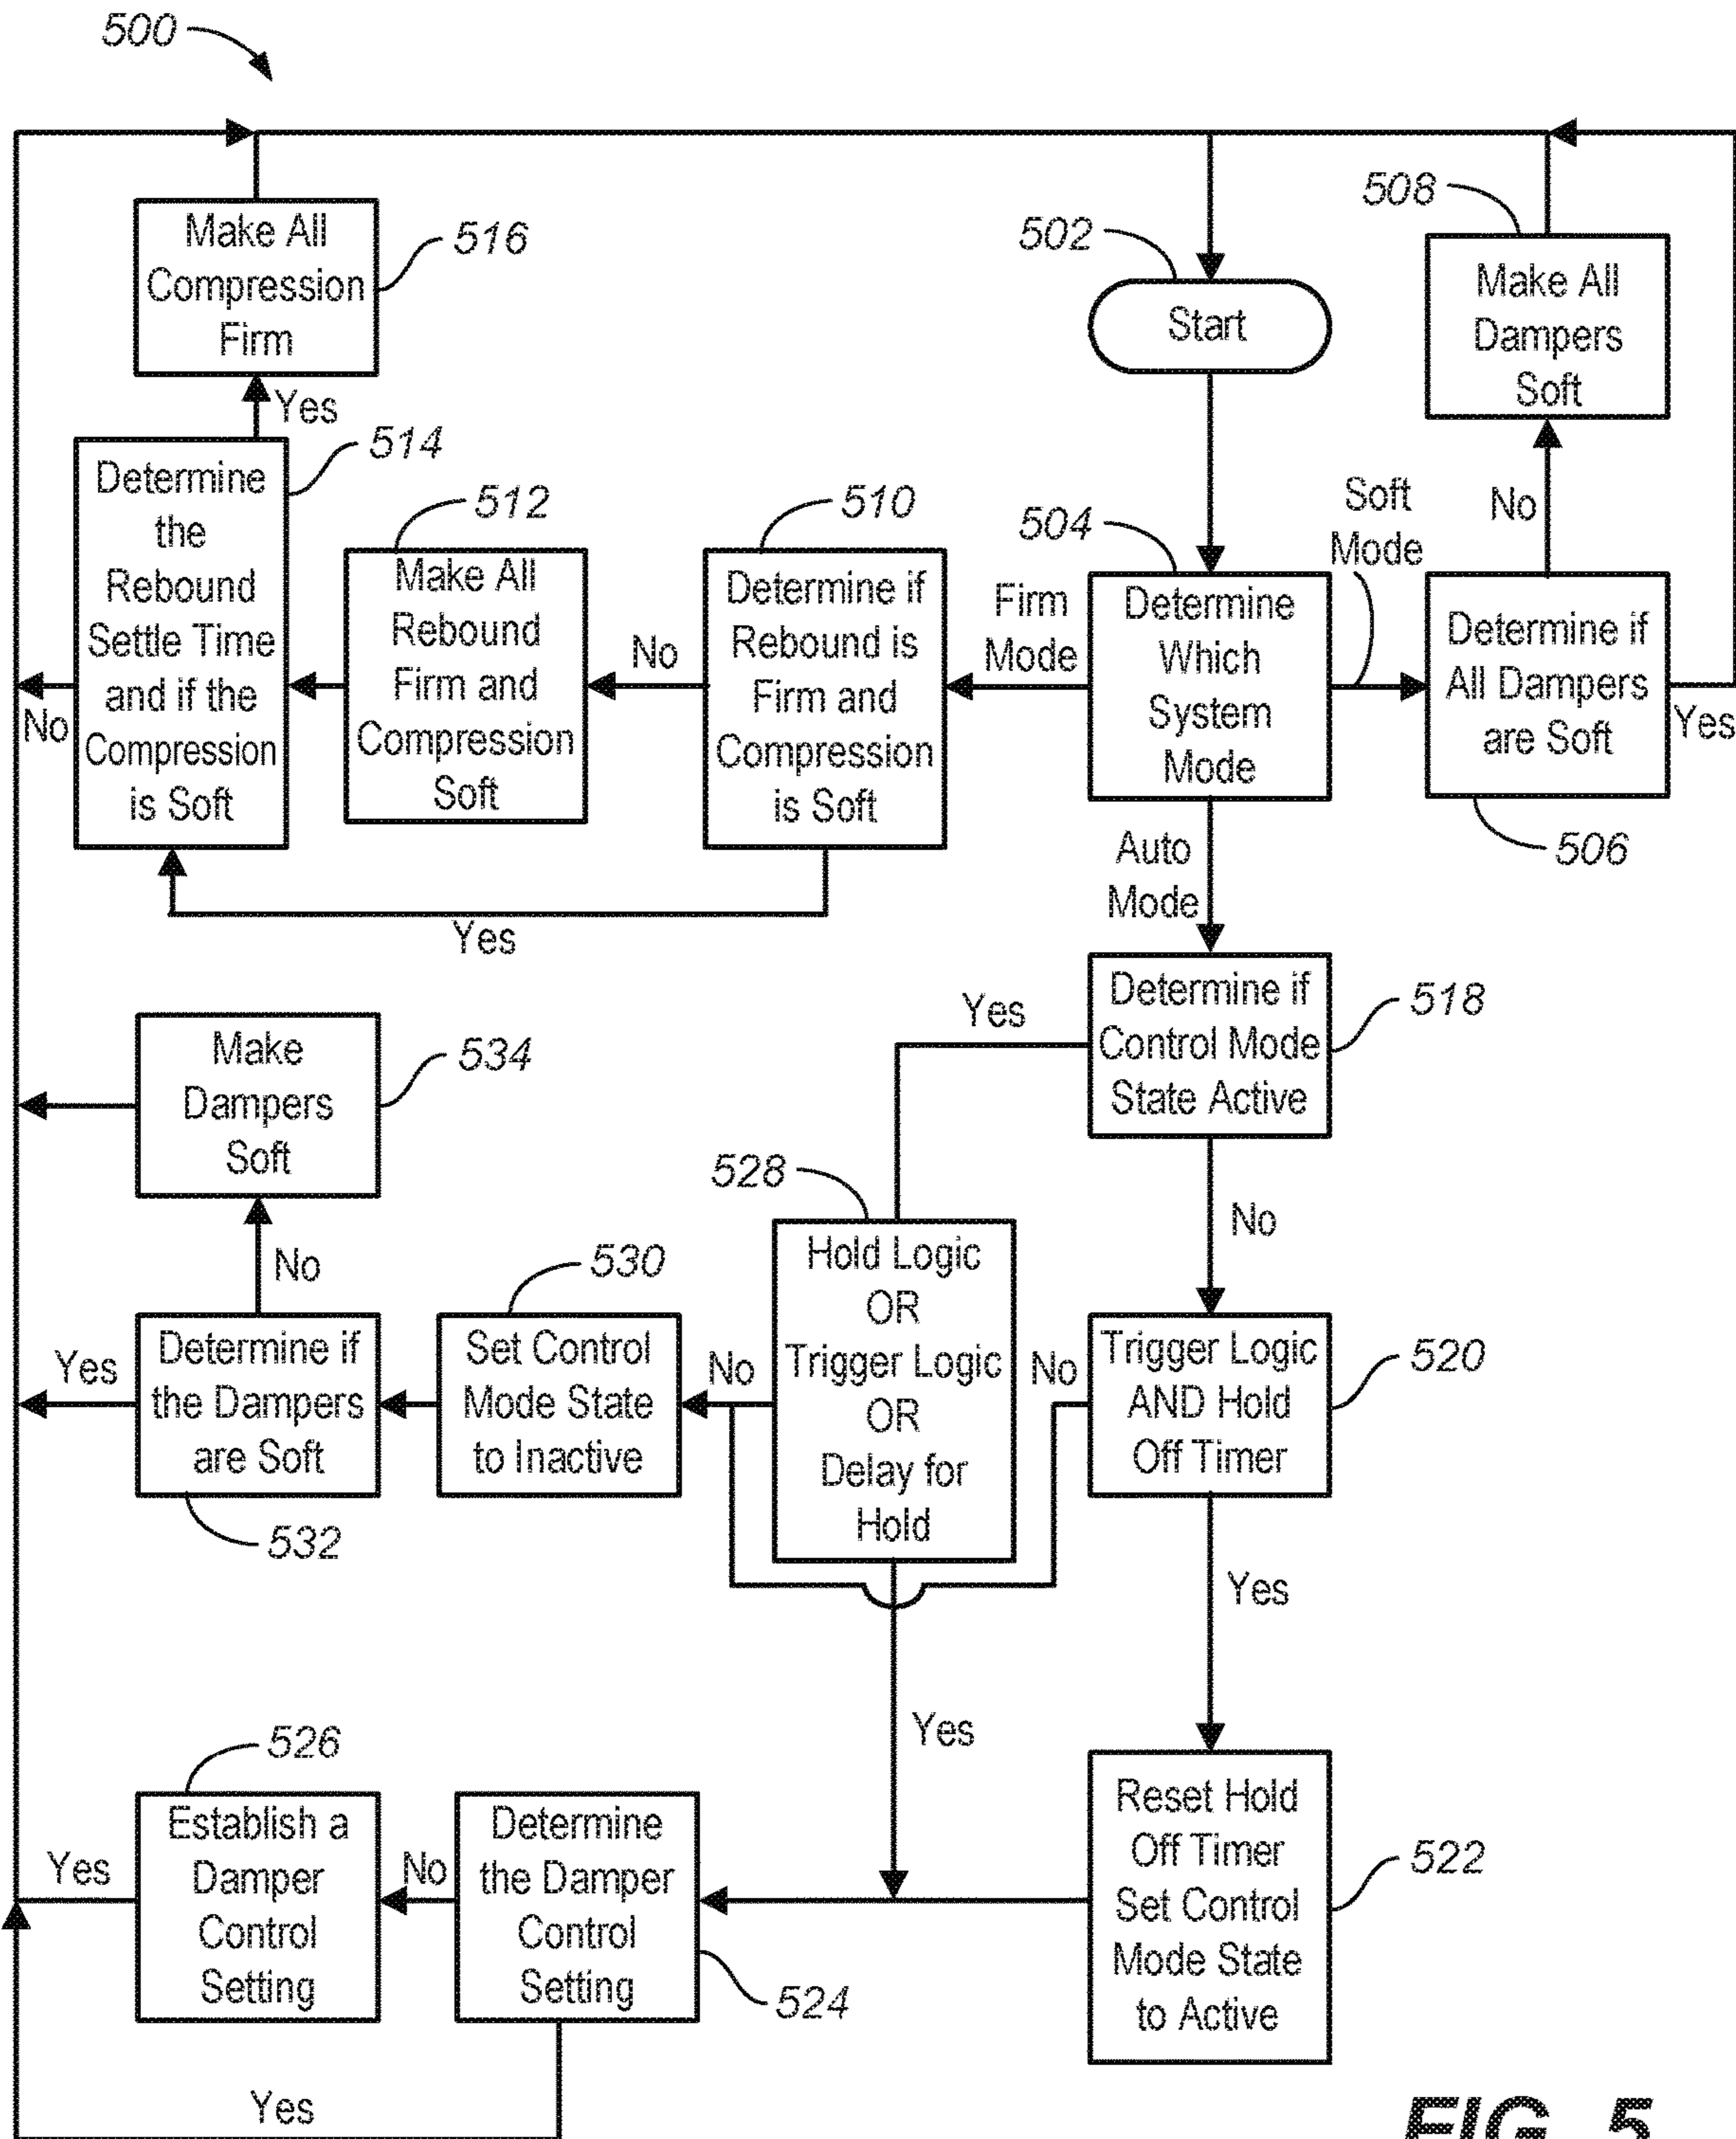 500
Make All
Compression
Firm
516
502
Start
508
Make All
Dampers
Soft
Yes
514
Determine
the
Rebound
Settle Time
and if the
Compression
is Soft
No
512
Make All
Rebound
Firm and
Compression
Soft
No
510
Determine if
Rebound is
Firm and
Compression
is Soft
Yes
Firm
Mode
504
Determine
Which
System
Mode
Soft
Mode
No
Determine if
All Dampers
are Soft
Yes
506
Auto
Mode
Determine if
Control Mode
State Active
518
Yes
No
Make
Dampers
Soft
534
No
Yes
Determine if
the Dampers
are Soft
532
530
Set Control
Mode State
to Inactive
No
528
Hold Logic
OR
Trigger Logic
OR
Delay for
Hold
No
Trigger Logic
AND Hold
Off Timer
520
Yes
Yes
526
Establish a
Damper
Control
Setting
Yes
No
Determine
the Damper
Control
Setting
524
Reset Hold
Off Timer
Set Control
Mode State
to Active
522
Yes
FIG. 5